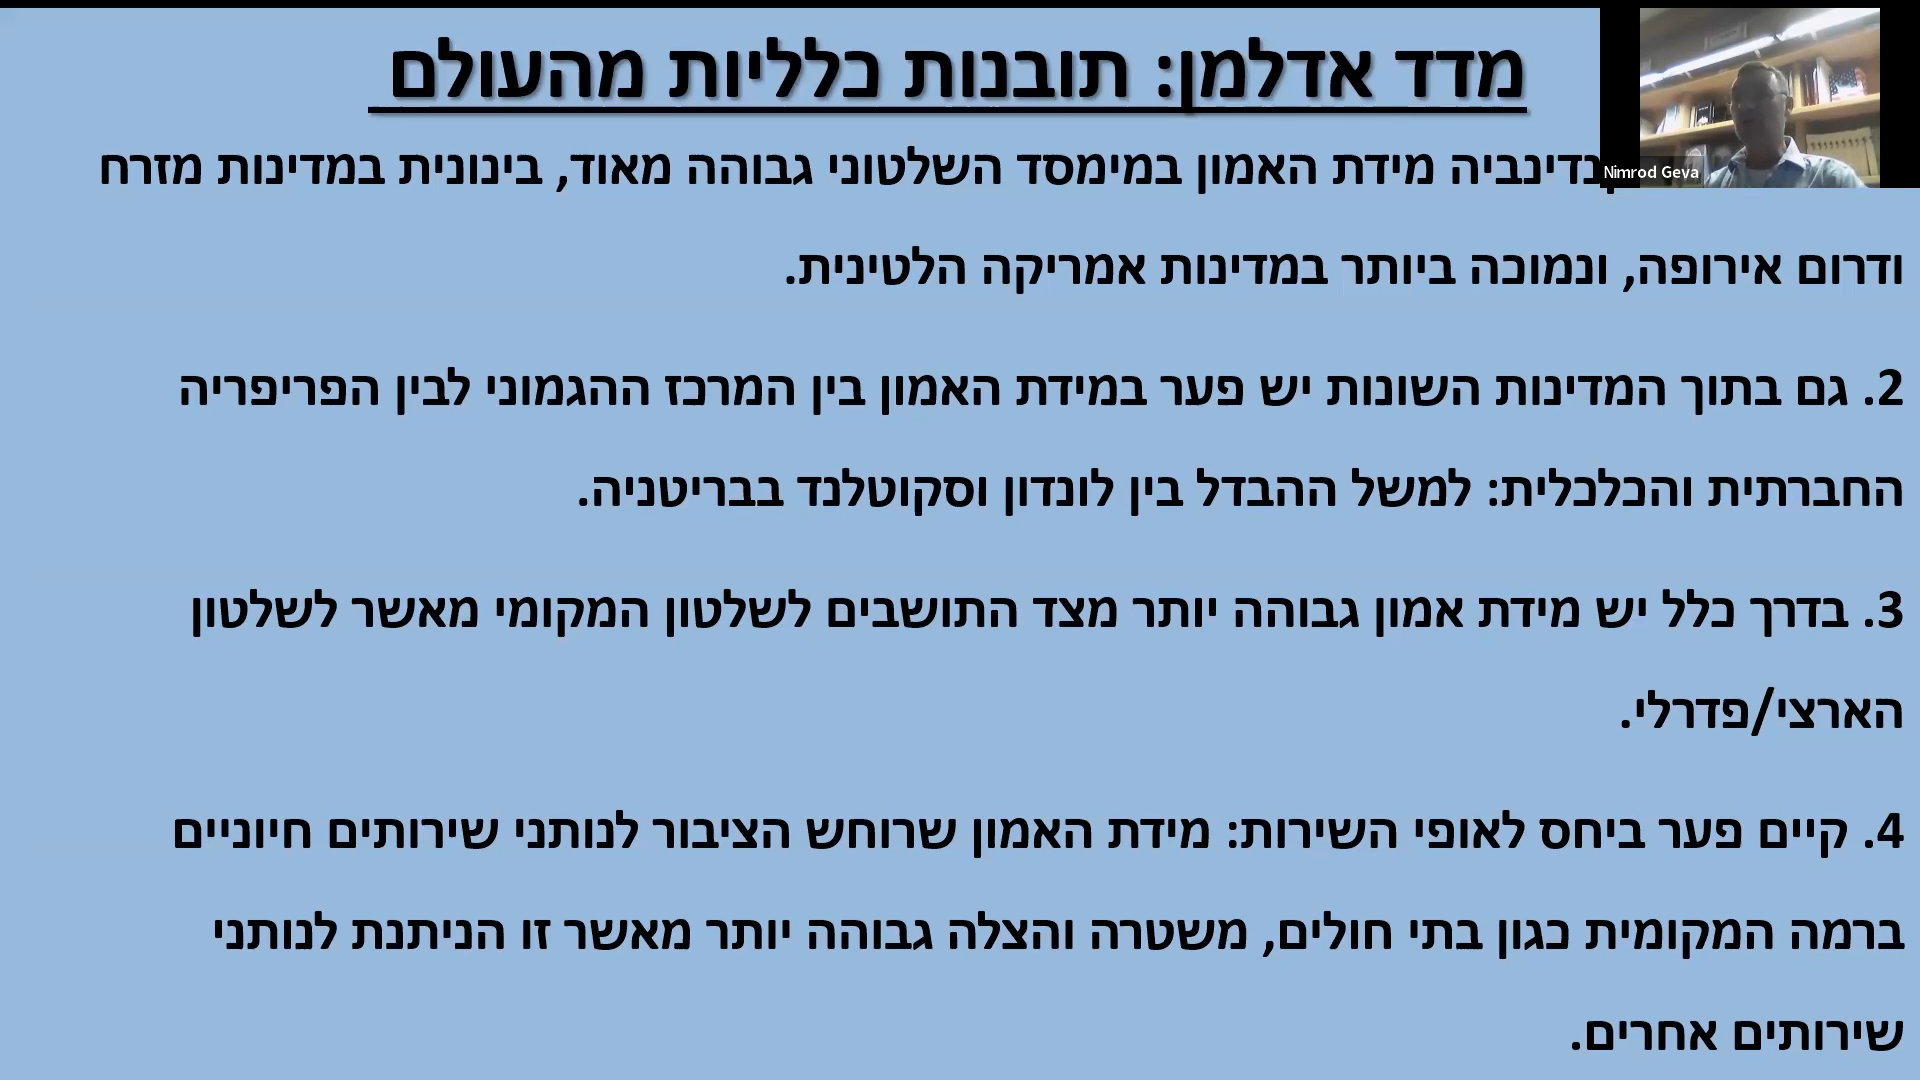 מדד אדלמן: תובנות כלליות מהעולם
Nimrod Geva
מידת האמון במימסד השלטוני גבוהה מאוד, בינונית במדינות מזרח
ודרום אירופה, ונמוכה ביותר במדינות אמריקה הלטינית.
2. גם בתוך המדינות השונות יש פער במידת האמון בין המרכז ההגמוני לבין הפריפריה
החברתית והכלכלית: למשל ההבדל בין לונדון וסקוטלנד בבריטניה.
3. בדרך כלל יש מידת אמון גבוהה יותר מצד התושבים לשלטון המקומי מאשר לשלטון
הארצי/פדרלי.
4. קיים פער ביחס לאופי השירות: מידת האמון שרוחש הציבור לנותני שירותים חיוניים
ברמה המקומית כגון בתי חולים, משטרה והצלה גבוהה יותר מאשר זו הניתנת לנותני
שירותים אחרים.